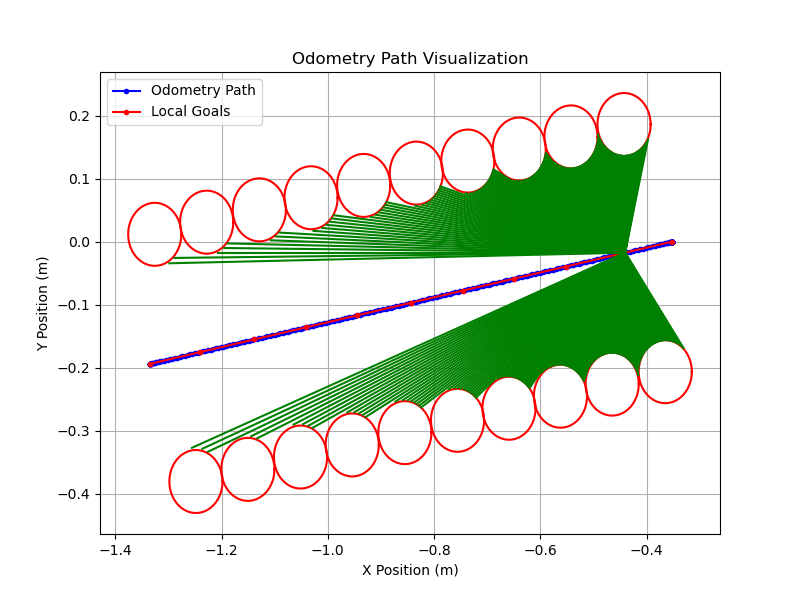 Odometry Path Visualization
Odometry Path
Local Goals
Y Position (m)
0.2
0.1
0.0
−0.1
−0.2
−0.3
−0.4
−1.4
−1.2
−1.0
−0.8
−0.6
−0.4
X Position (m)